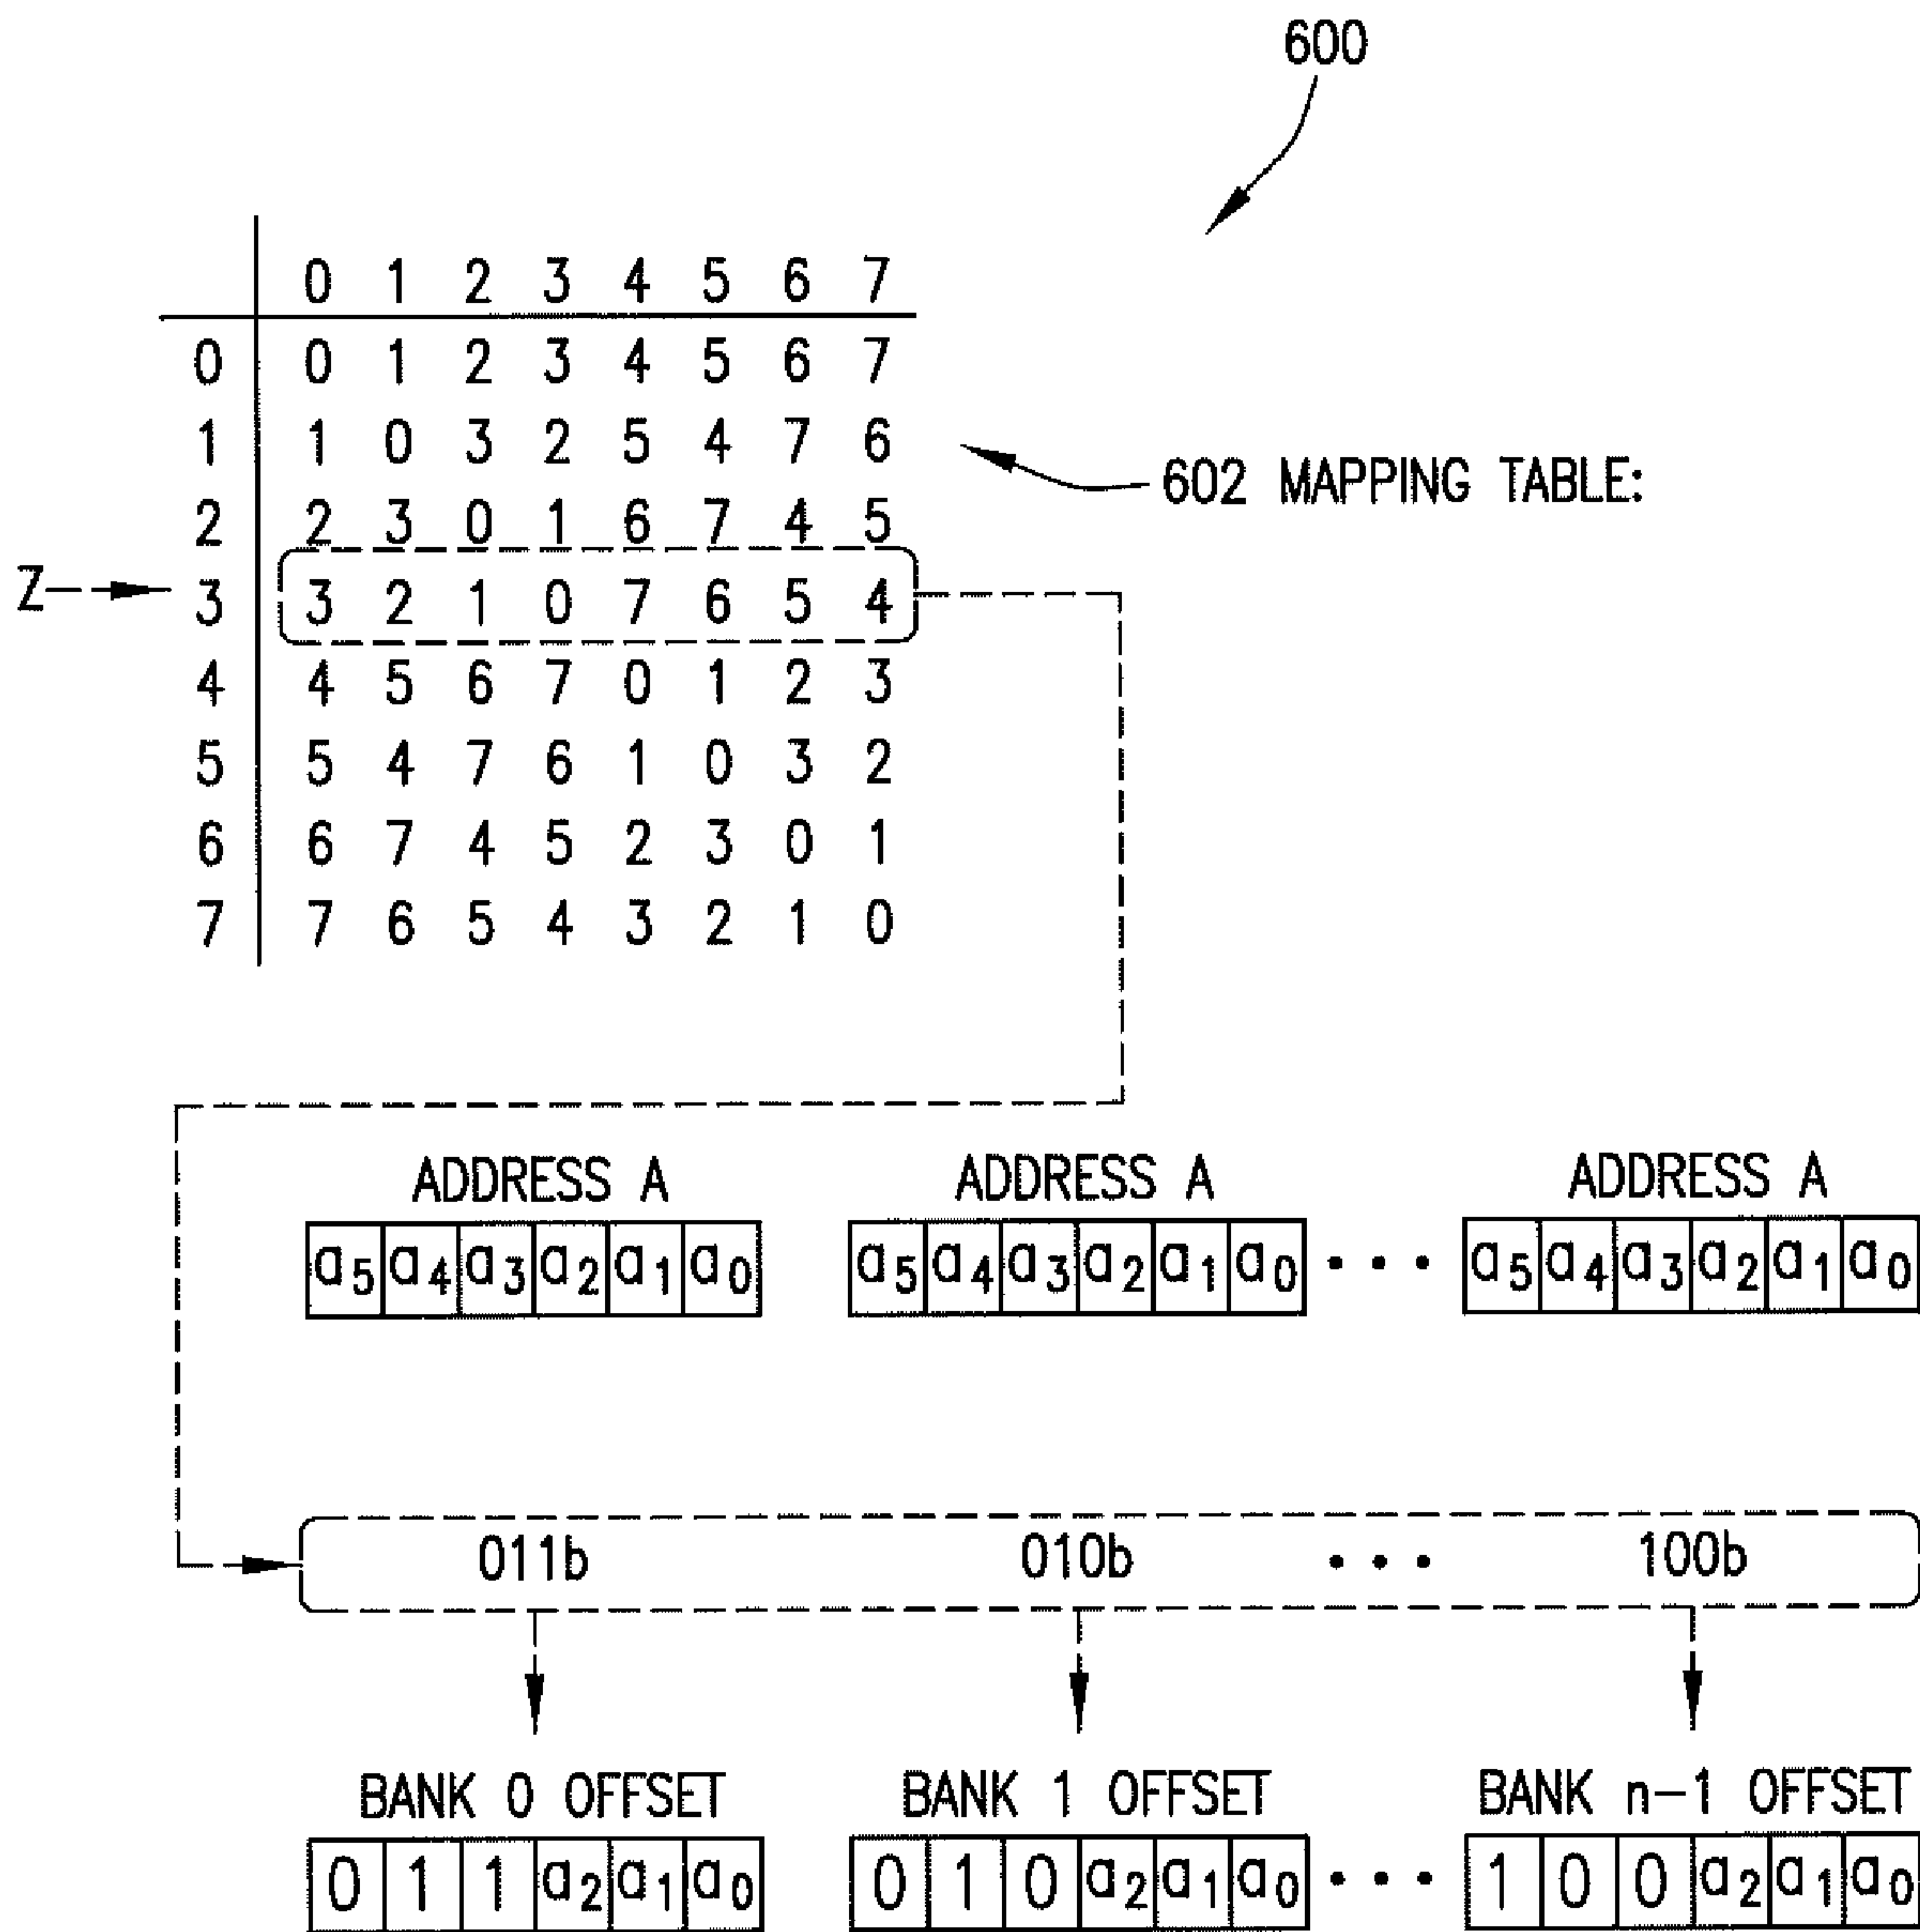 600
0 1 2 3 4 5 6 7
0 0 1 2 3 4 5 6 7
1 1 0 3 2 5 4 7 6
602 MAPPING TABLE:
2 2 3 0 1 6 7 4 5
Z 3 3 2 1 0 7 6 5 4
4 4 5 6 7 0 1 2 3
5 5 4 7 6 1 0 3 2
6 6 7 4 5 2 3 0 1
7 7 6 5 4 3 2 1 0
ADDRESS A ADDRESS A ADDRESS A
a5 a4 a3 a2 a1 a0 a5 a4 a3 a2 a1 a0 • • • a5 a4 a3 a2 a1 a0
011b 010b • • • 100b
BANK 0 OFFSET BANK 1 OFFSET BANK n-1 OFFSET
0 1 1 a2 a1 a0 0 1 0 a2 a1 a0 • • • 1 0 0 a2 a1 a0